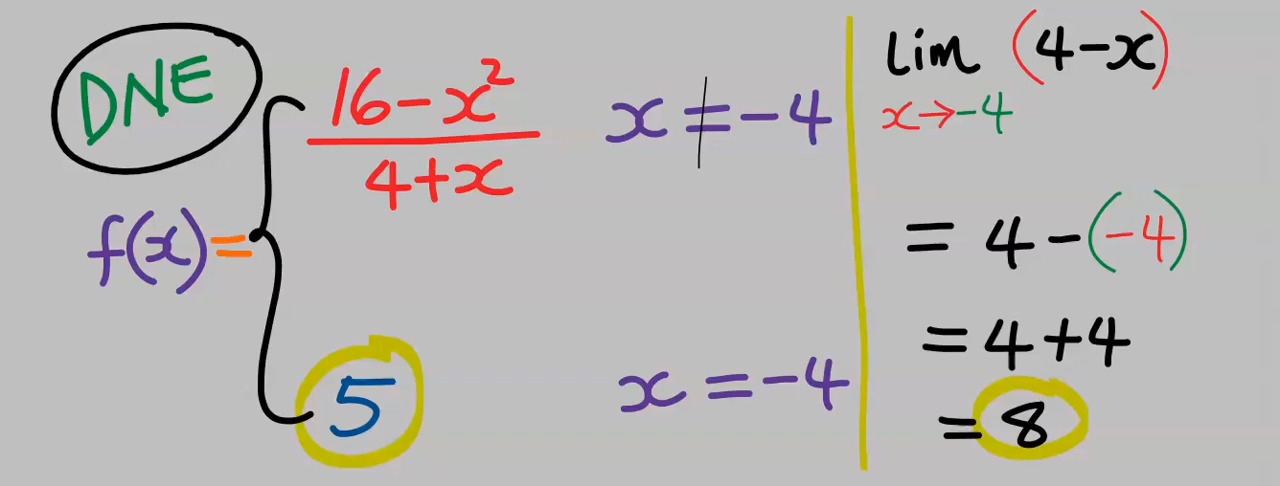 DNE
f(x) =
16 - x²
4 + x
x ≠ -4
5
x = -4
Lim (4 - x)
x → -4
= 4 - (-4)
= 4 + 4
= 8